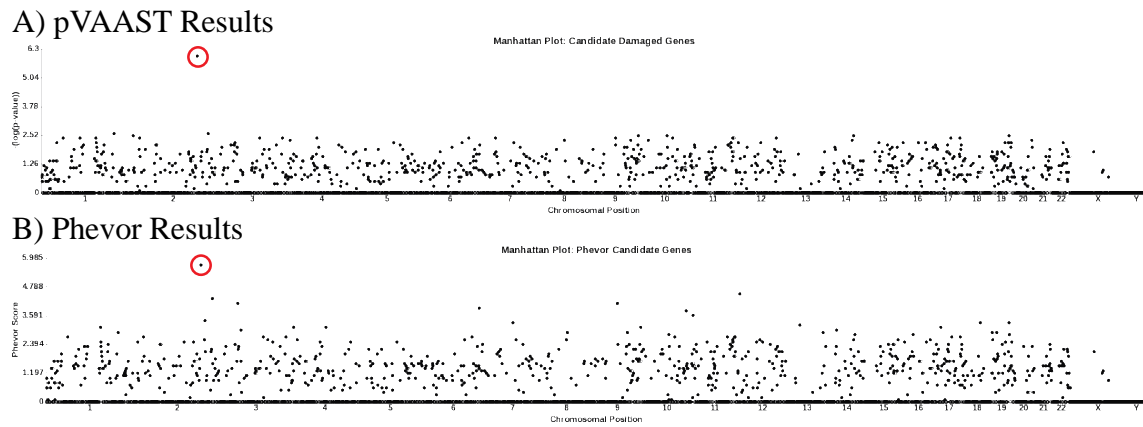 A) pVAAST Results
Manhattan Plot: Candidate Damaged Genes
6.3
5.04
3.78
2.52
1.26
0
-(log(p-value))
1 2 3 4 5 6 7 8 9 10 11 12 13 14 15 16 17 18 19 20 21 22 X Y
Chromosomal Position
B) Phevor Results
Manhattan Plot: Phevor Candidate Genes
5.985
4.788
3.591
2.394
1.197
0
Phevor Score
1 2 3 4 5 6 7 8 9 10 11 12 13 14 15 16 17 18 19 20 21 22 X Y
Chromosomal Position